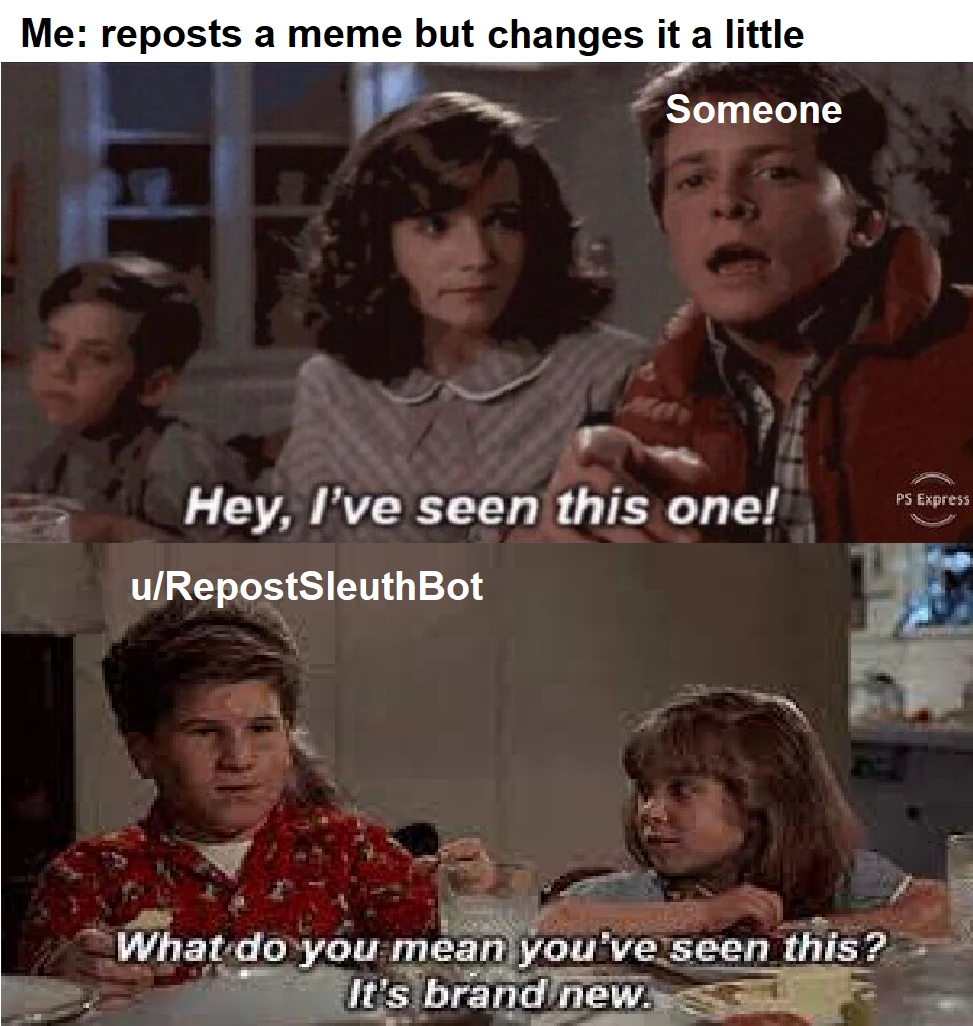 Me: reposts a meme but changes it a little
Someone
Hey, I've seen this one!
PS Express
u/RepostSleuthBot
What do you mean you've seen this?
It's brand new.